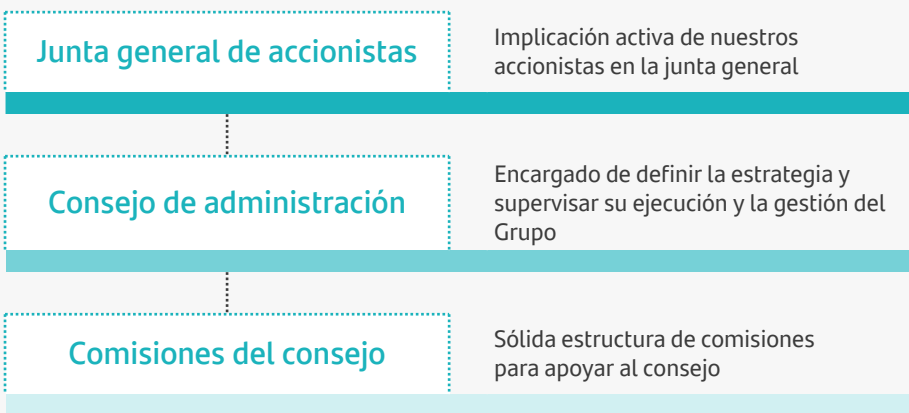 Junta general de accionistas
Implicación activa de nuestros
accionistas en la junta general
Consejo de administración
Encargado de definir la estrategia y
supervisar su ejecución y la gestión del
Grupo
Comisiones del consejo
Sólida estructura de comisiones
para apoyar al consejo